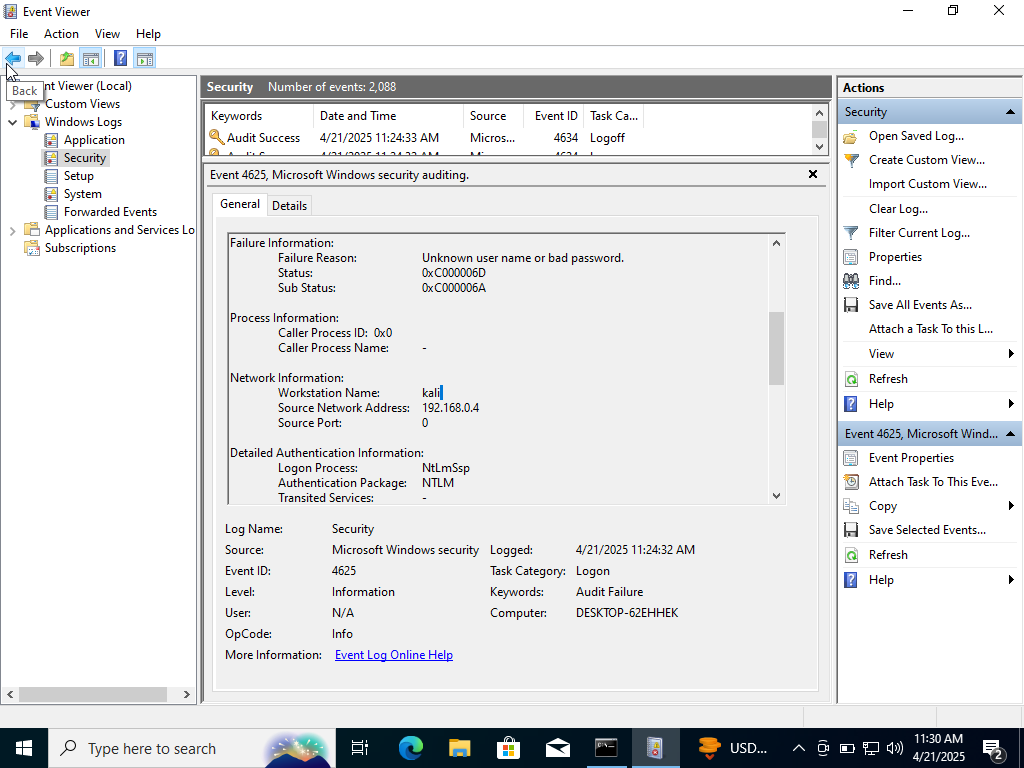 Event Viewer
File Action View Help
Back
nt Viewer (Local)
Custom Views
Windows Logs
Application
Security
Setup
System
Forwarded Events
Applications and Services Lo
Subscriptions
Security Number of events: 2,088
Keywords Date and Time Source Event ID Task Ca...
Audit Success 4/21/2025 11:24:33 AM Micros... 4634 Logoff
Event 4625, Microsoft Windows security auditing.
General Details
Failure Information:
Failure Reason: Unknown user name or bad password.
Status: 0xC000006D
Sub Status: 0xC000006A
Process Information:
Caller Process ID: 0x0
Caller Process Name: -
Network Information:
Workstation Name: kali
Source Network Address: 192.168.0.4
Source Port: 0
Detailed Authentication Information:
Logon Process: NtLmSsp
Authentication Package: NTLM
Transited Services: -
Log Name: Security
Source: Microsoft Windows security Logged: 4/21/2025 11:24:32 AM
Event ID: 4625 Task Category: Logon
Level: Information Keywords: Audit Failure
User: N/A Computer: DESKTOP-62EHHEK
OpCode: Info
More Information: Event Log Online Help
Actions
Security
Open Saved Log...
Create Custom View...
Import Custom View...
Clear Log...
Filter Current Log...
Properties
Find...
Save All Events As...
Attach a Task To this L...
View
Refresh
Help
Event 4625, Microsoft Wind...
Event Properties
Attach Task To This Eve...
Copy
Save Selected Events...
Refresh
Help
Type here to search
USD...
11:30 AM
4/21/2025
2